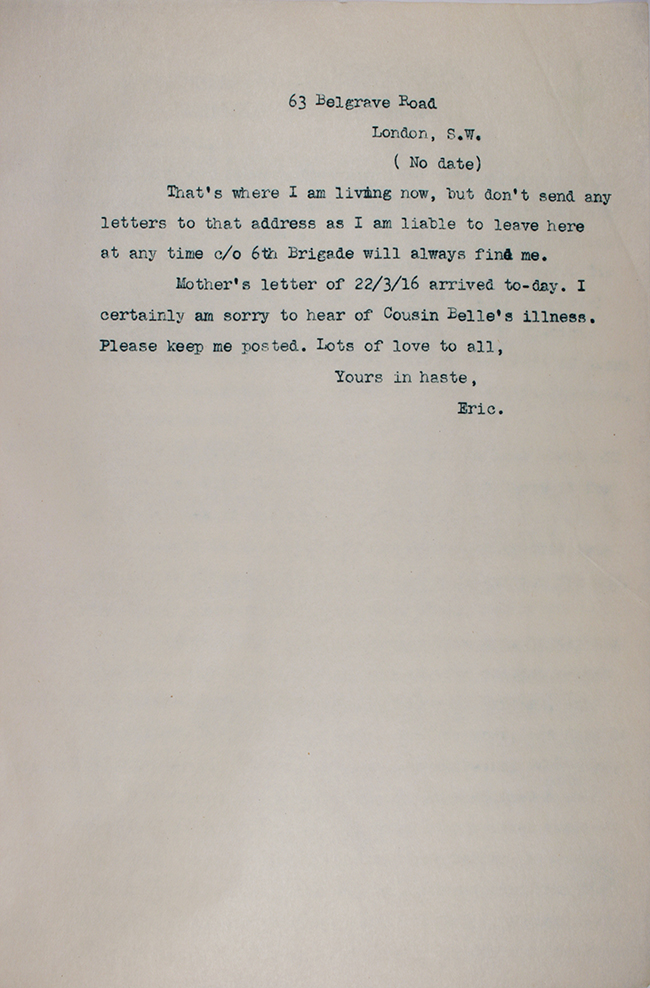 63 Belgrave Road
London, S.W.
( No date)
That's where I am living now, but don't send any
letters to that address as I am liable to leave here
at any time c/o 6th Brigade will always find me.
Mother's letter of 22/3/16 arrived to-day. I
certainly am sorry to hear of Cousin Belle's illness.
Please keep me posted. Lots of love to all,
Yours in haste,
Eric.